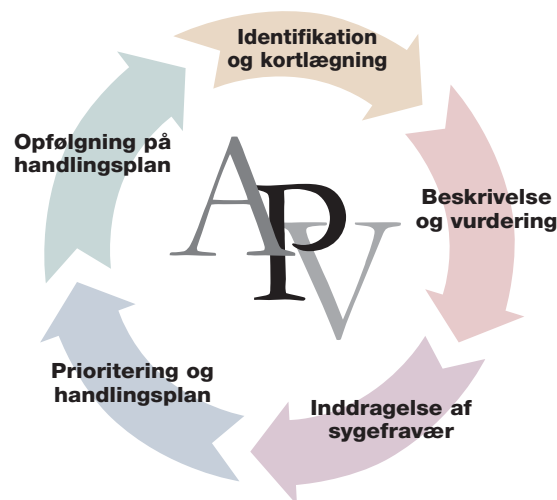 Identifikation
og kortlægning
Beskrivelse
og vurdering
Inddragelse af
sygefravær
Prioritering og
handlingsplan
Opfølgning på
handlingsplan
APV